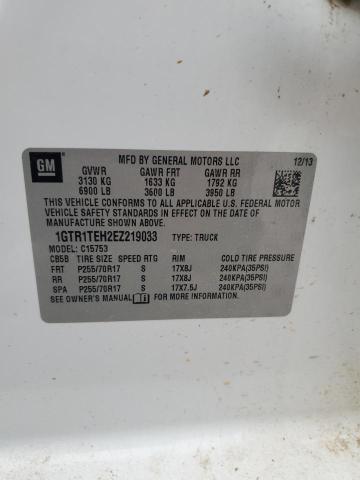 GM
MFD BY GENERAL MOTORS LLC 12/13
GVWR GAWR FRT GAWR RR
3130 KG 1633 KG 1792 KG
6900 LB 3600 LB 3950 LB
THIS VEHICLE CONFORMS TO ALL APPLICABLE U.S. FEDERAL MOTOR VEHICLE SAFETY AND THEFT PREVENTION STANDARDS IN EFFECT ON THE DATE OF
MANUFACTURE SHOWN ABOVE.
1GTR1TEH2EZ219033 TYPE: TRUCK
MODEL: C15753
CB5B TIRE SIZE SPEED RTG RIM COLD TIRE PRESSURE
FRT P255/70R17 S 17X8J 240KPA(35PSI)
RR P255/70R17 S 17X8J 240KPA(35PSI)
SPA P255/70R17 S 17X7.5J 240KPA(35PSI)
SEE OWNER'S MANUAL FOR MORE INFORMATION.